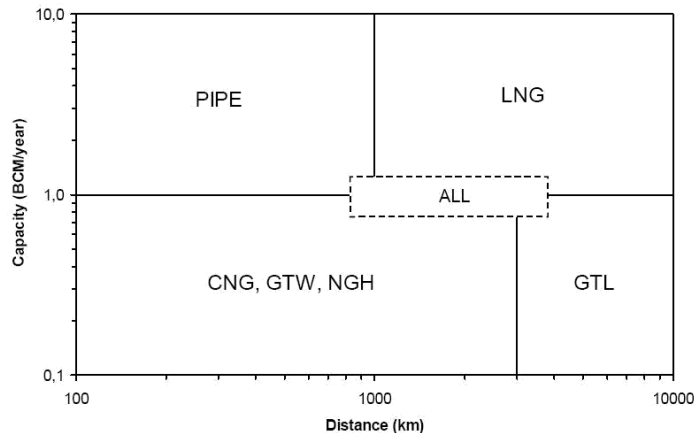 10,0
PIPE
LNG
Capacity (BCM/year)
1,0
ALL
CNG, GTW, NGH
GTL
0,1
100
1000
10000
Distance (km)